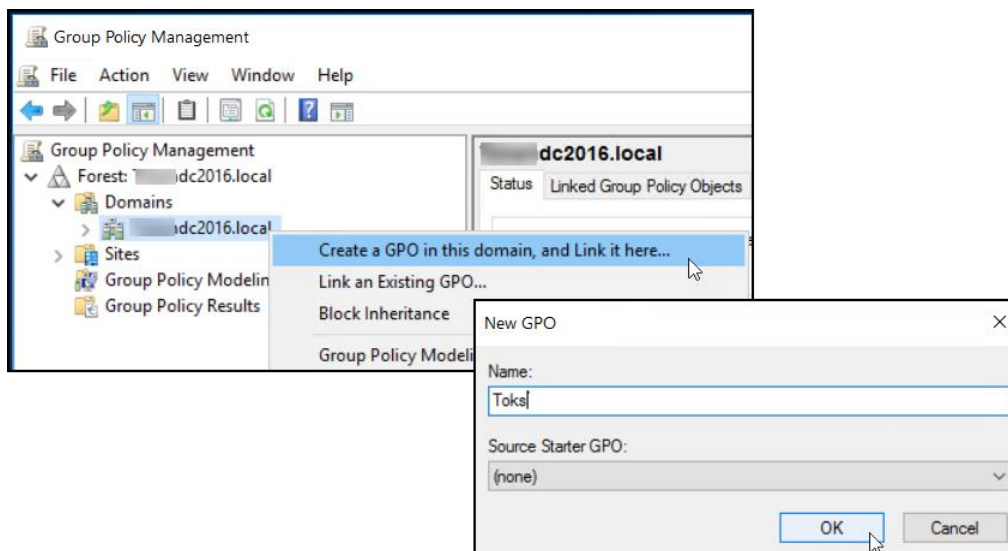 Group Policy Management
File Action View Window Help
Group Policy Management
Forest: dc2016.local
Domains
dc2016.local
Sites
Group Policy Modelin
Group Policy Results
dc2016.local
Status Linked Group Policy Objects
Create a GPO in this domain, and Link it here...
Link an Existing GPO...
Block Inheritance
Group Policy Modeli
New GPO
Name:
Toks
Source Starter GPO:
(none)
OK Cancel